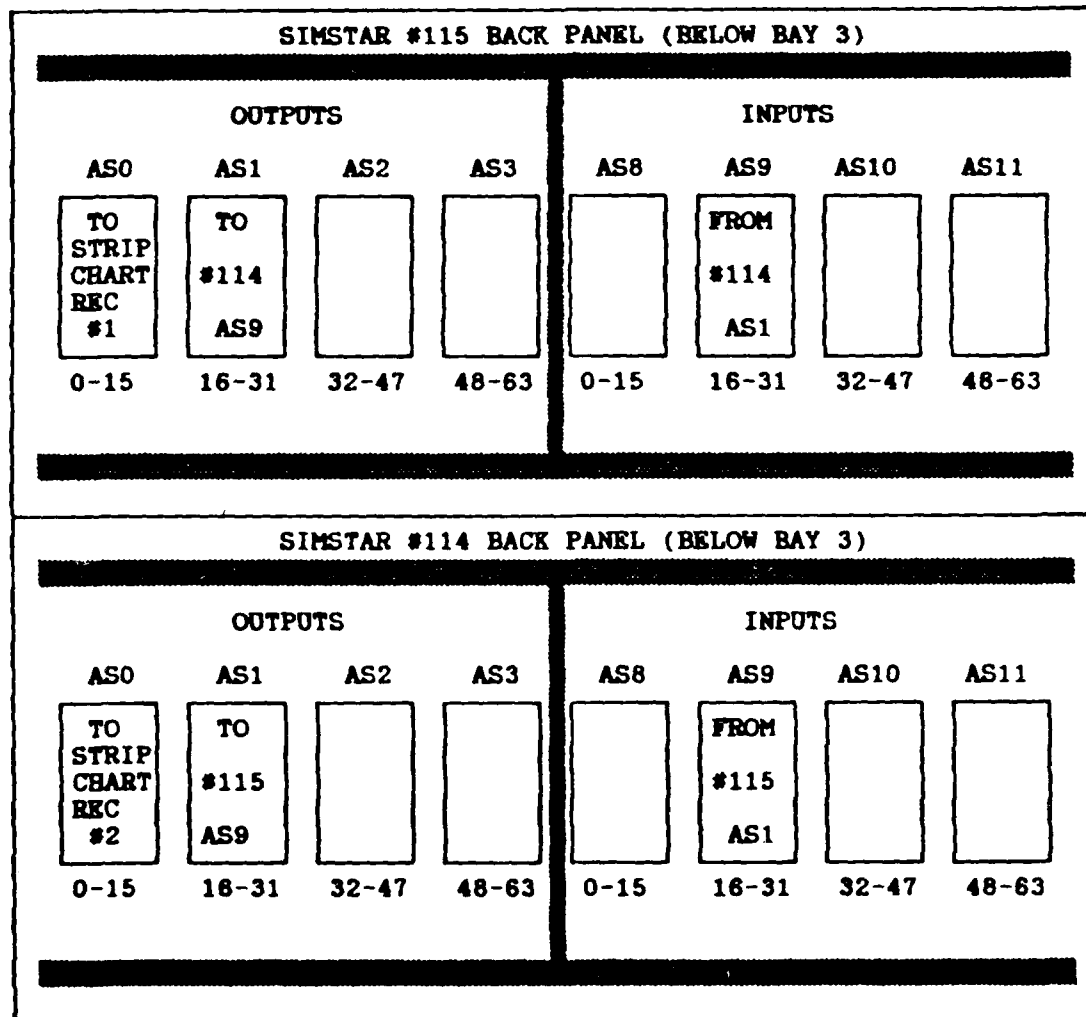 SIMSTAR #115 BACK PANEL (BELOW BAY 3)
OUTPUTS INPUTS
AS0 AS1 AS2 AS3 AS8 AS9 AS10 AS11
TO STRIP CHART REC #1
TO #114 AS9
FROM #114 AS1
0-15 16-31 32-47 48-63 0-15 16-31 32-47 48-63
SIMSTAR #114 BACK PANEL (BELOW BAY 3)
OUTPUTS INPUTS
AS0 AS1 AS2 AS3 AS8 AS9 AS10 AS11
TO STRIP CHART REC #2
TO #115 AS9
FROM #115 AS1
0-15 16-31 32-47 48-63 0-15 16-31 32-47 48-63